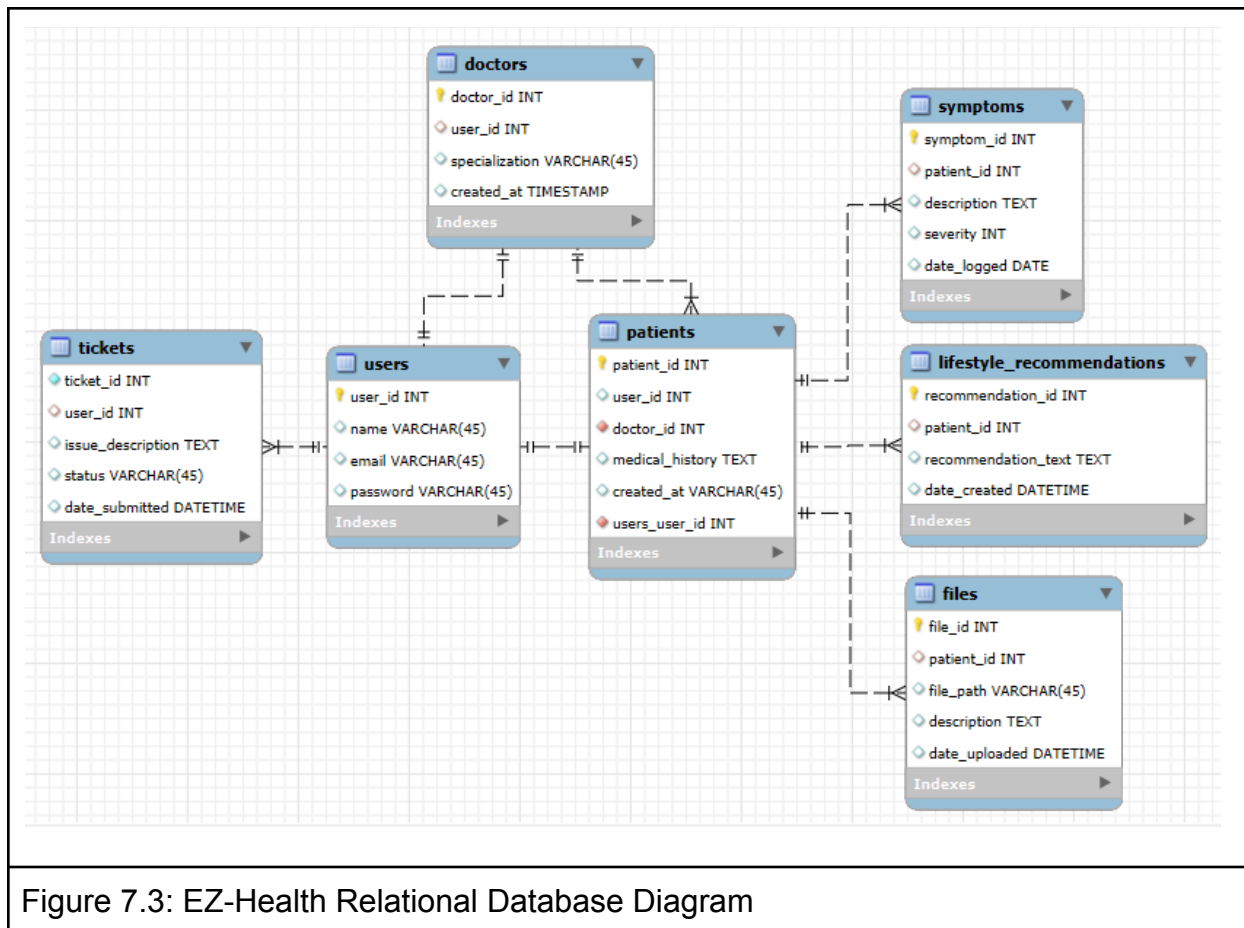 doctors
doctor_id INT
user_id INT
specialization VARCHAR(45)
created_at TIMESTAMP
Indexes
symptoms
symptom_id INT
patient_id INT
description TEXT
severity INT
date_logged DATE
Indexes
tickets
ticket_id INT
user_id INT
issue_description TEXT
status VARCHAR(45)
date_submitted DATETIME
Indexes
users
user_id INT
name VARCHAR(45)
email VARCHAR(45)
password VARCHAR(45)
Indexes
patients
patient_id INT
user_id INT
doctor_id INT
medical_history TEXT
created_at VARCHAR(45)
users_user_id INT
Indexes
lifestyle_recommendations
recommendation_id INT
patient_id INT
recommendation_text TEXT
date_created DATETIME
Indexes
files
file_id INT
patient_id INT
file_path VARCHAR(45)
description TEXT
date_uploaded DATETIME
Indexes
Figure 7.3: EZ-Health Relational Database Diagram